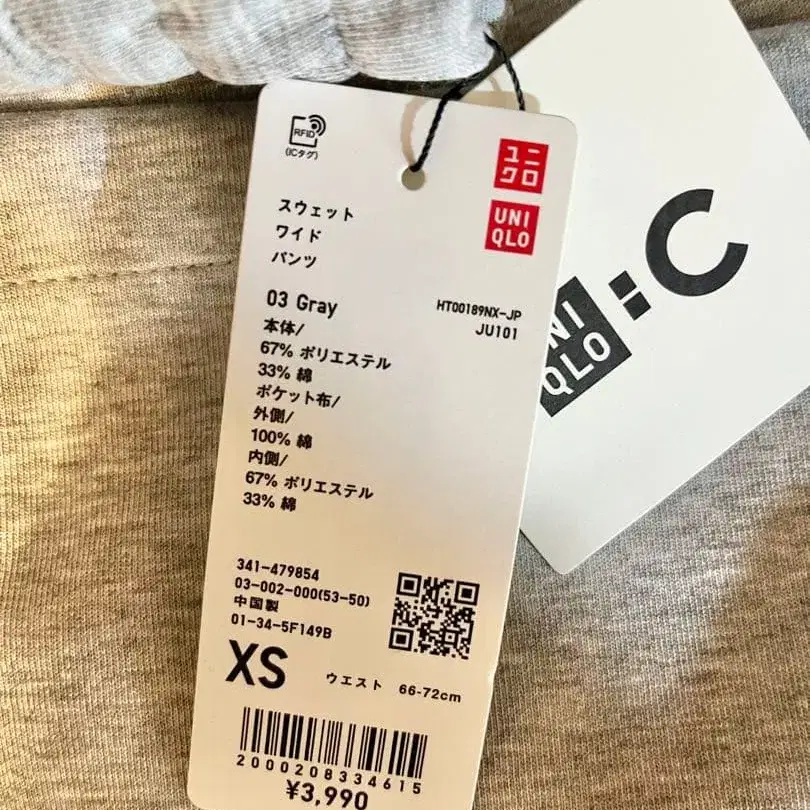 RFID
(ICタグ)
ユニ
クロ
UNI
QLO
スウェット
ワイド
パンツ
03 Gray
HT00189NX-JP
JU101
本体/
67% ポリエステル
33% 綿
ポケット布/
外側/
100% 綿
内側/
67% ポリエステル
33% 綿
341-479854
03-002-000(53-50)
中国製
01-34-5F149B
XS
ウエスト 66-72cm
2000208334615
¥3,990
UNI
QLO
:C